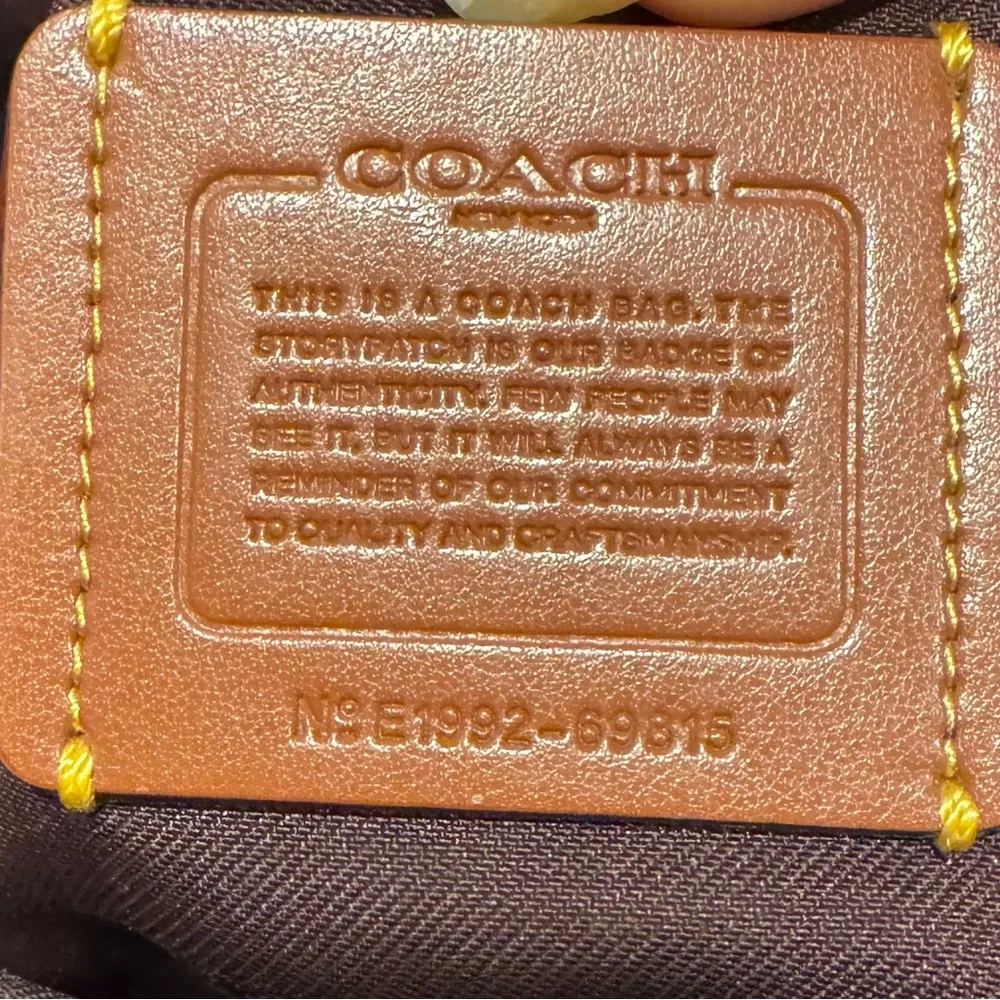 COACH
NEW YORK
THIS IS A COACH BAG. THE
STORYPATCH IS OUR BADGE OF
AUTHENTICITY. FEW PEOPLE MAY
SEE IT, BUT IT WILL ALWAYS BE A
REMINDER OF OUR COMMITMENT
TO QUALITY AND CRAFTSMANSHIP.
Nº E1992-69815